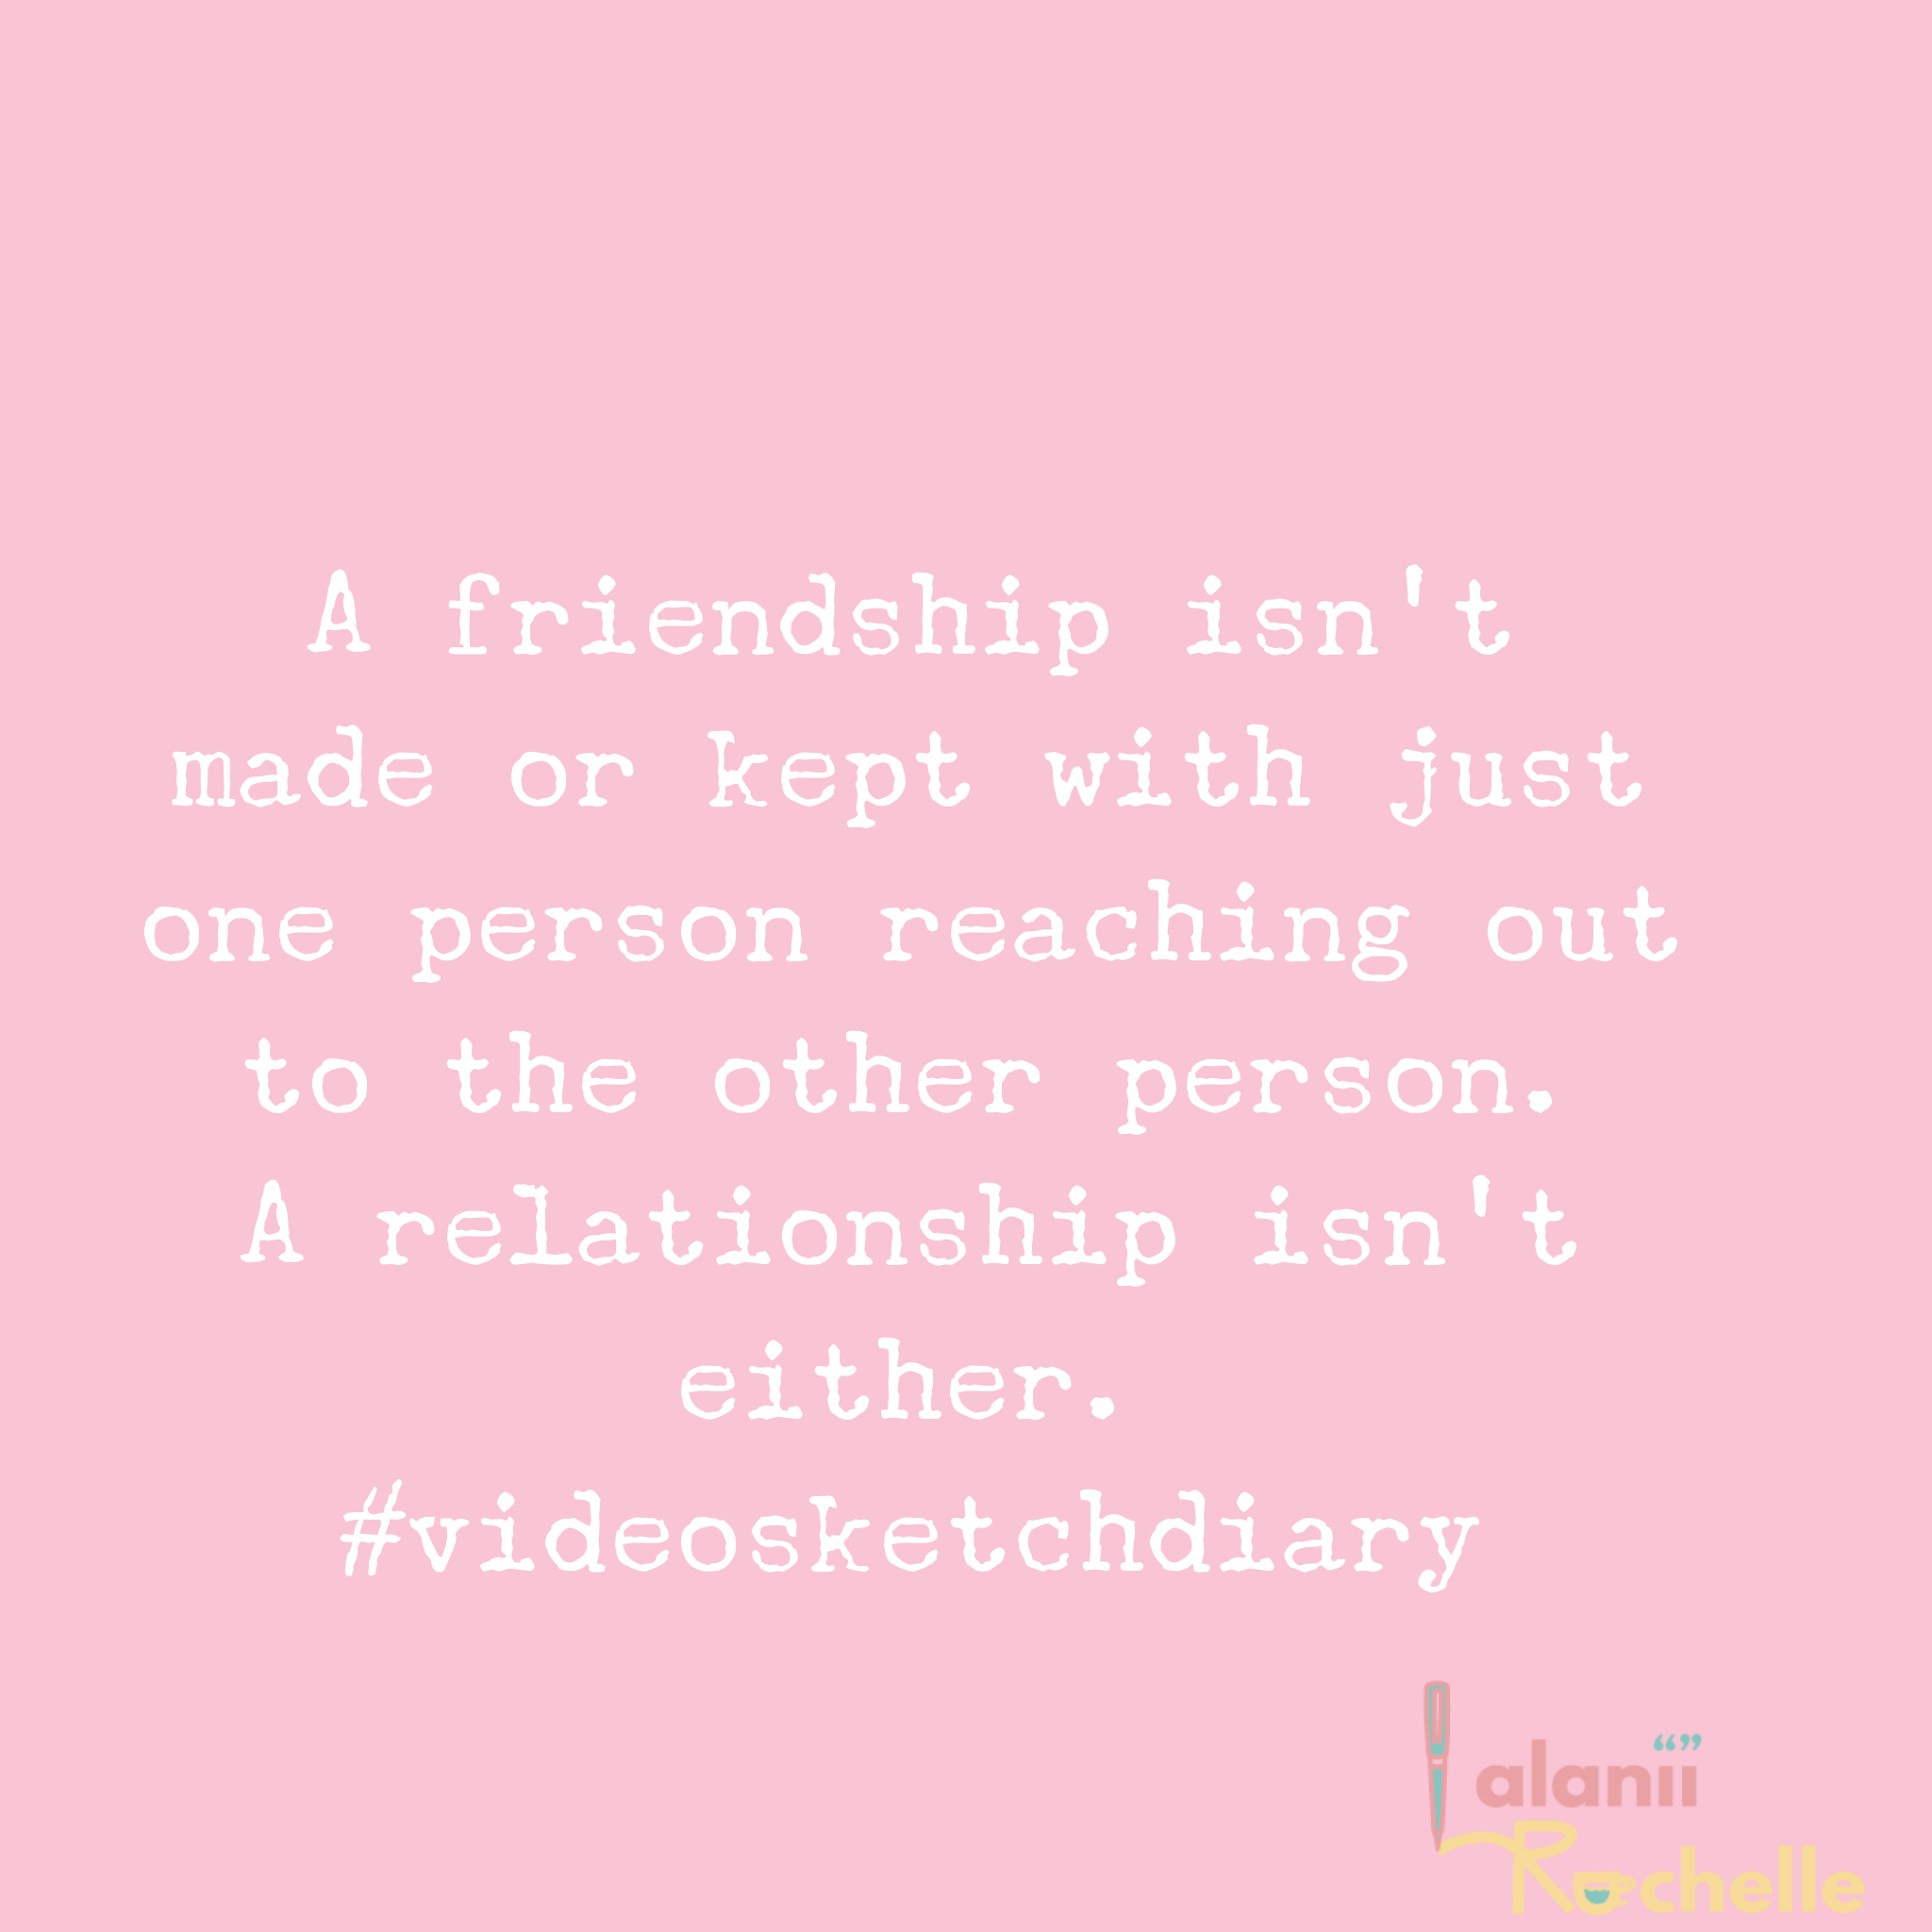 A friendship isn't
made or kept with just
one person reaching out
to the other person.
A relationship isn't
either.
#videosketchdiary
alanii
Rochelle